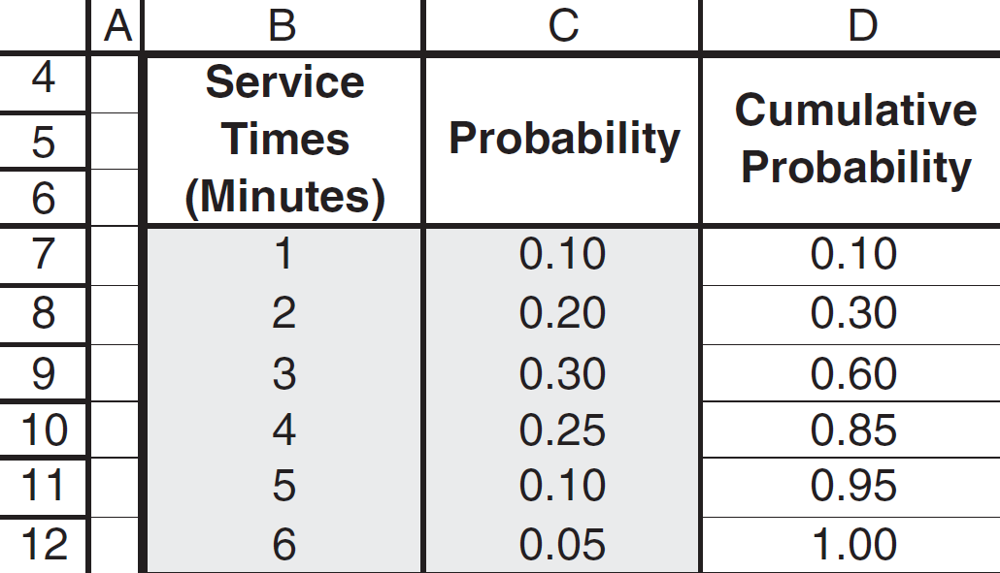 A B C D
4 Service
5 Times Probability Cumulative Probability
6 (Minutes)
7 1 0.10 0.10
8 2 0.20 0.30
9 3 0.30 0.60
10 4 0.25 0.85
11 5 0.10 0.95
12 6 0.05 1.00